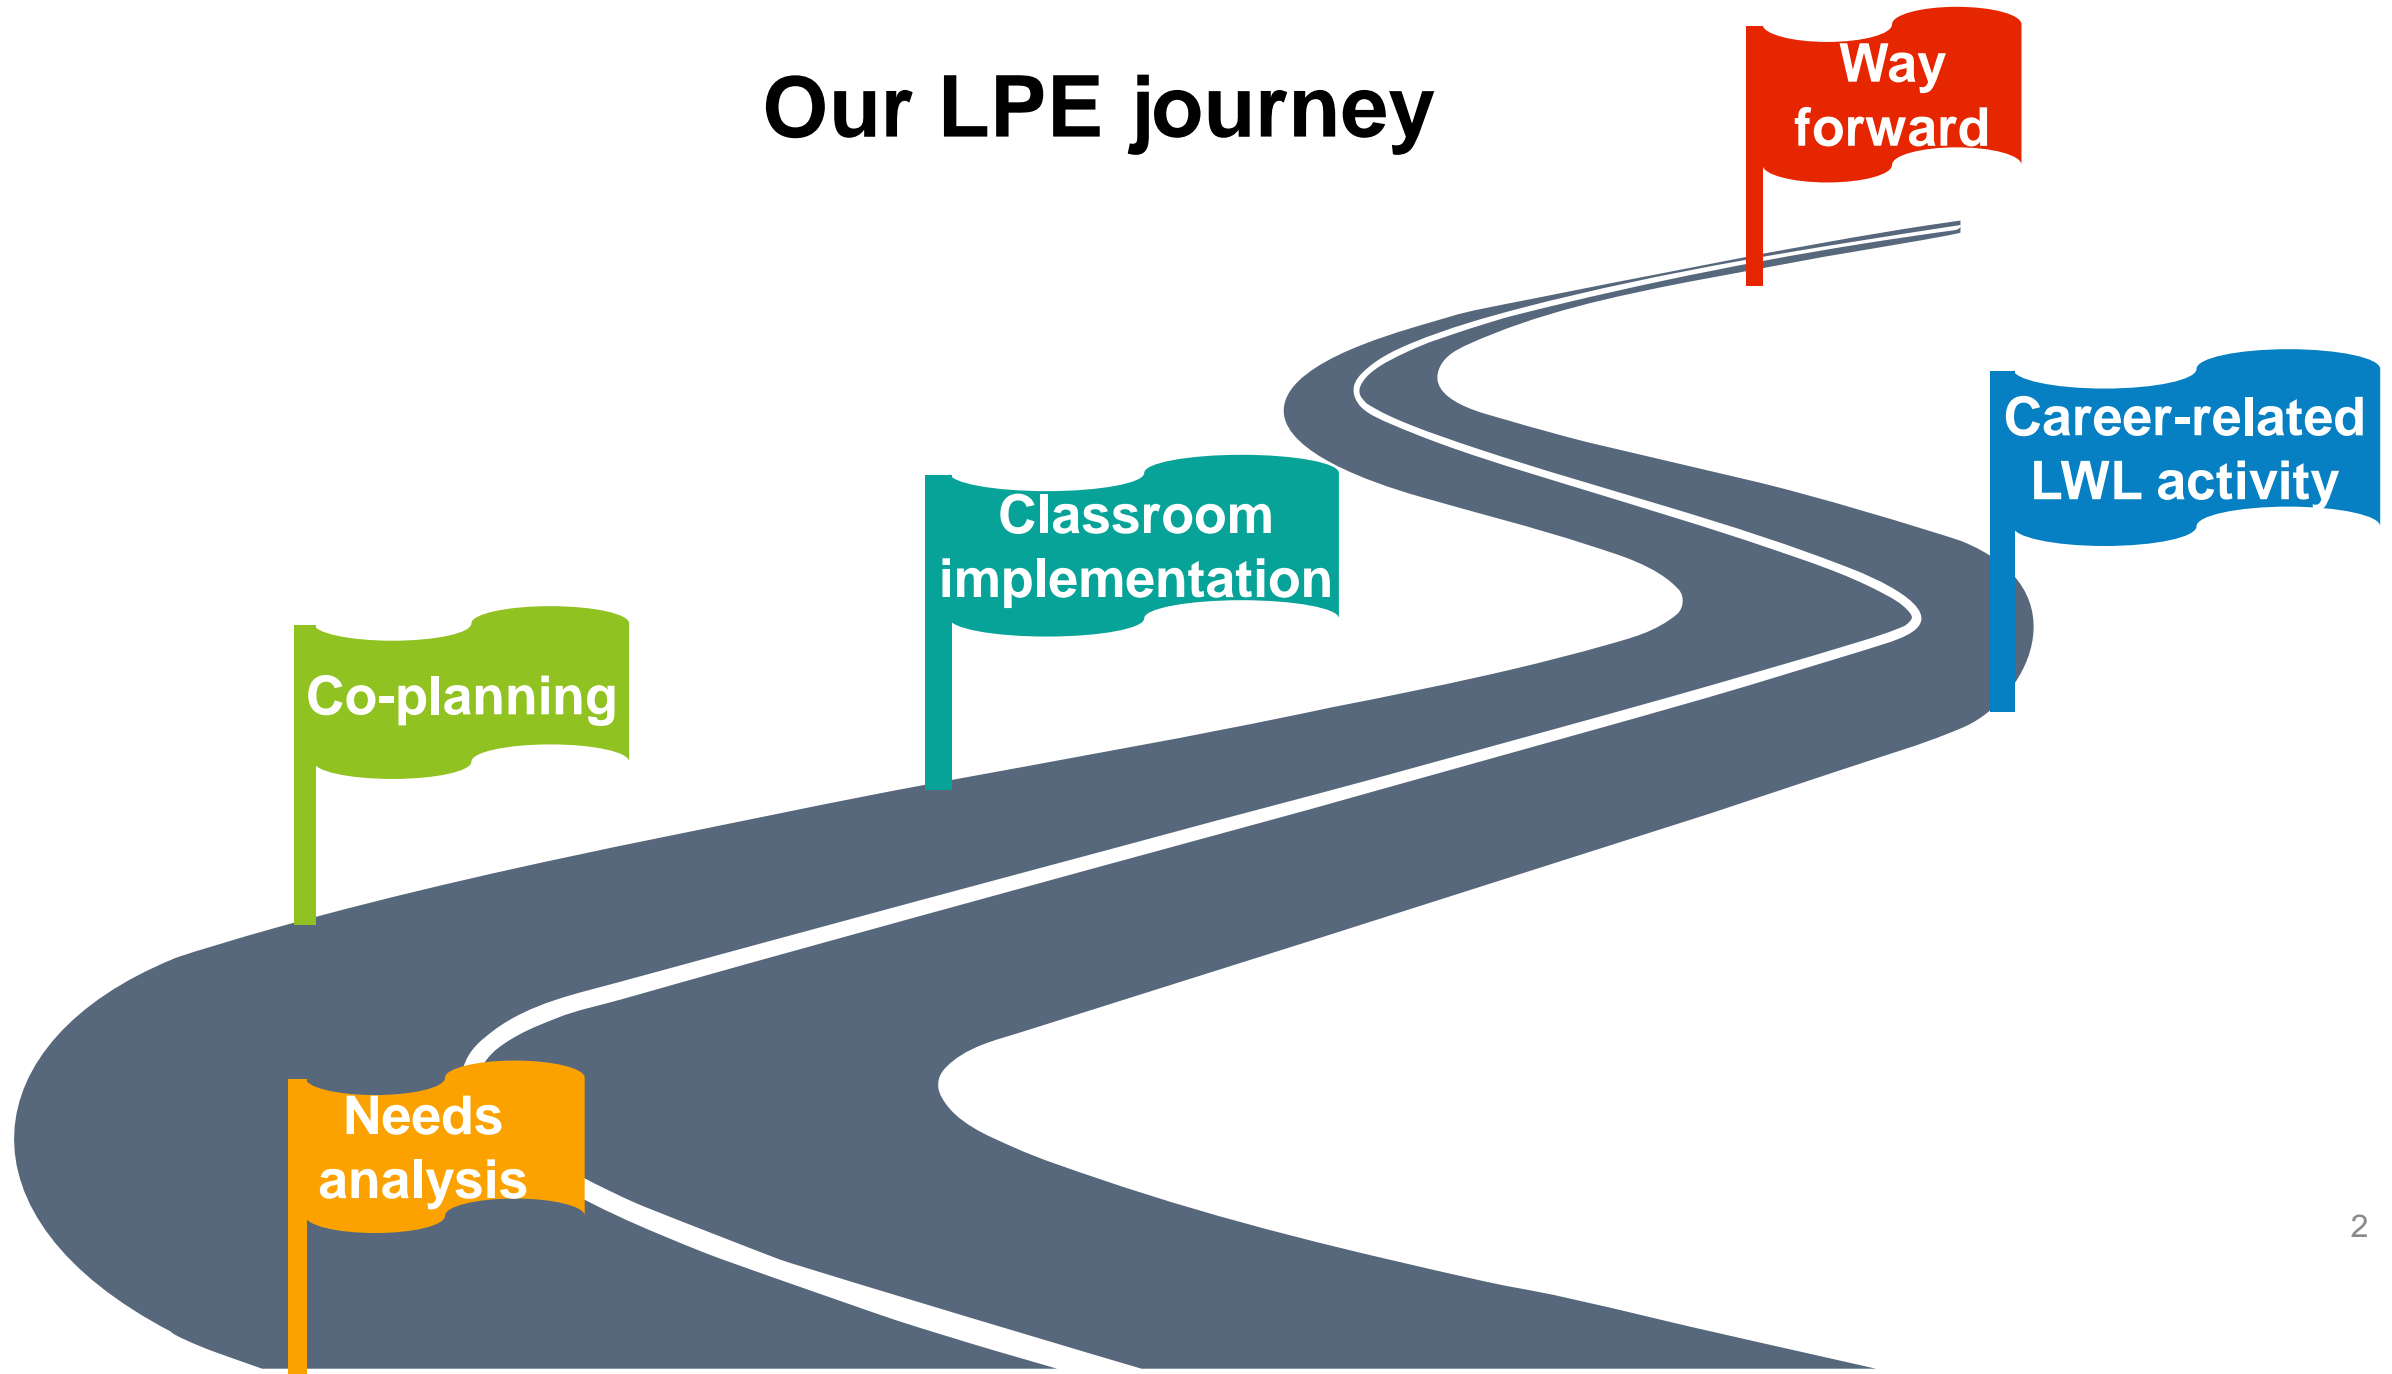 Our LPE journey
Way
forward
Career-related
LWL activity
Classroom
implementation
Co-planning
Needs
analysis
2